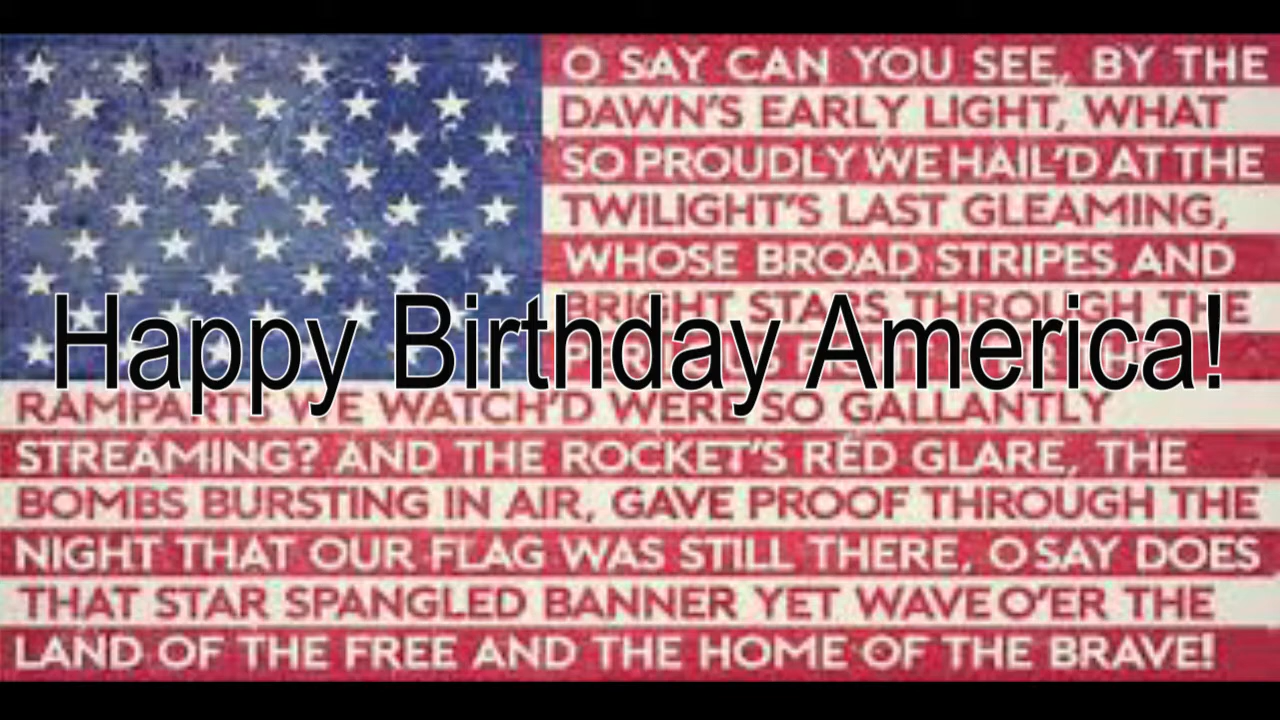 O SAY CAN YOU SEE, BY THE
DAWN'S EARLY LIGHT, WHAT
SO PROUDLY WE HAIL'D AT THE
TWILIGHT'S LAST GLEAMING,
WHOSE BROAD STRIPES AND
BRIGHT STARS THROUGH THE
Happy Birthday America!
RAMPARTS WE WATCH'D WERE SO GALLANTLY
STREAMING? AND THE ROCKET'S RED GLARE, THE
BOMBS BURSTING IN AIR, GAVE PROOF THROUGH THE
NIGHT THAT OUR FLAG WAS STILL THERE, O SAY DOES
THAT STAR SPANGLED BANNER YET WAVE O'ER THE
LAND OF THE FREE AND THE HOME OF THE BRAVE!